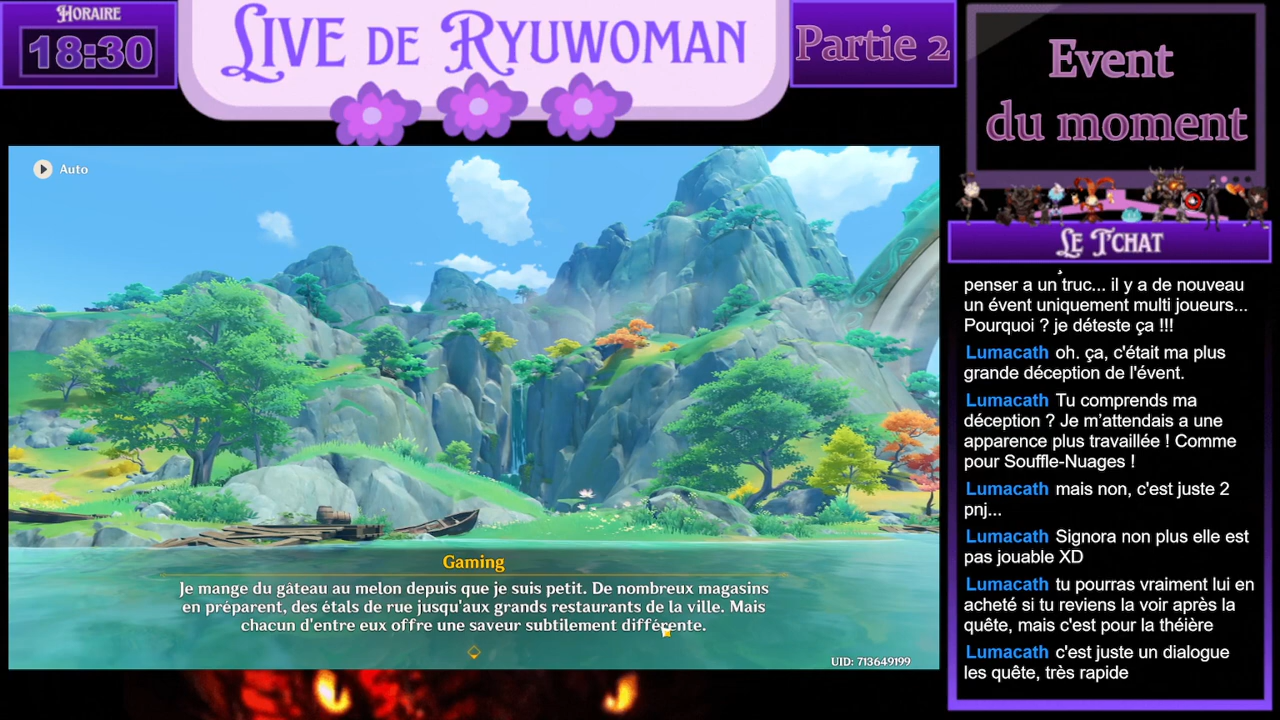 HORAIRE
18:30
LIVE DE RYUWOMAN
Partie 2
Event
du moment
Auto
LE T'CHAT
penser a un truc... il y a de nouveau
un évent uniquement multi joueurs...
Pourquoi ? je déteste ça !!!
Lumacath oh. ça, c'était ma plus
grande déception de l'évent.
Lumacath Tu comprends ma
déception ? Je m'attendais a une
apparence plus travaillée ! Comme
pour Souffle-Nuages !
Lumacath mais non, c'est juste 2
pnj...
Lumacath Signora non plus elle est
pas jouable XD
Lumacath tu pourras vraiment lui en
acheté si tu reviens la voir après la
quête, mais c'est pour la théière
Lumacath c'est juste un dialogue
les quête, très rapide
Gaming
Je mange du gâteau au melon depuis que je suis petit. De nombreux magasins
en préparent, des étals de rue jusqu'aux grands restaurants de la ville. Mais
chacun d'entre eux offre une saveur subtilement différente.
UID: 713649199